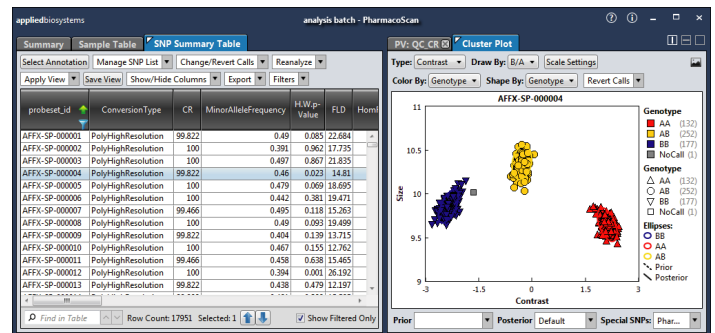 appliedbiosystems analysis batch - PharmacoScan
Summary Sample Table SNP Summary Table
Select Annotation Manage SNP List Change/Revert Calls Reanalyze
Apply View Save View Show/Hide Columns Export Filters
probeset_id ConversionType CR MinorAlleleFrequency H.W.p-Value FLD
AFFX-SP-000001 PolyHighResolution 99.822 0.49 0.085 22.684
AFFX-SP-000002 PolyHighResolution 100 0.391 0.962 17.735
AFFX-SP-000003 PolyHighResolution 100 0.497 0.867 21.835
AFFX-SP-000004 PolyHighResolution 99.822 0.46 0.023 14.81
AFFX-SP-000005 PolyHighResolution 100 0.479 0.069 18.695
AFFX-SP-000006 PolyHighResolution 100 0.442 0.381 19.471
AFFX-SP-000007 PolyHighResolution 99.466 0.495 0.118 15.263
AFFX-SP-000008 PolyHighResolution 100 0.49 0.093 19.499
AFFX-SP-000009 PolyHighResolution 99.822 0.404 0.139 13.715
AFFX-SP-000010 PolyHighResolution 100 0.467 0.155 12.762
AFFX-SP-000011 PolyHighResolution 99.466 0.458 0.638 15.465
AFFX-SP-000012 PolyHighResolution 100 0.394 0.001 26.192
AFFX-SP-000013 PolyHighResolution 99.822 0.438 0.479 12.197
Find in Table Row Count: 17951 Selected: 1 Show Filtered Only
PV: QC_CR Cluster Plot
Type: Contrast Draw By: B/A Scale Settings
Color By: Genotype Shape By: Genotype Revert Calls
AFFX-SP-000004
11
10.5
10
9.5
9
Size
-3 -1.5 0 1.5 3
Contrast
Genotype
AA (132)
AB (252)
BB (177)
NoCall (1)
Genotype
AA (132)
AB (252)
BB (177)
NoCall (1)
Ellipses:
BB
AA
AB
Prior
Posterior
Prior Posterior Default Special SNPs: Phar...